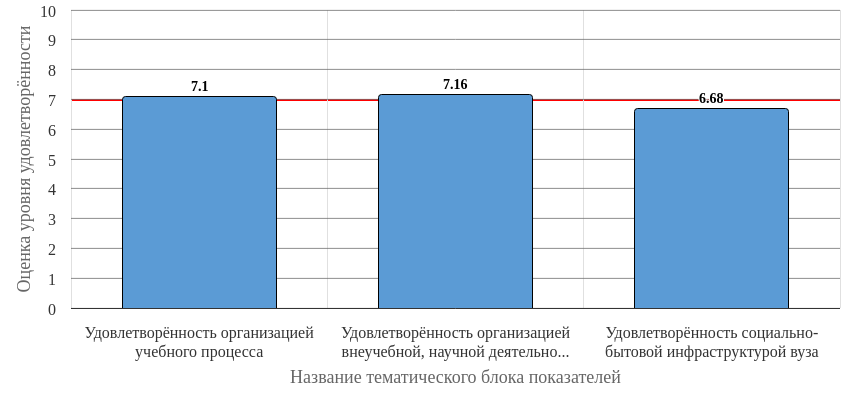 10
9
8
7
6
5
4
3
2
1
0
Оценка уровня удовлетворённости
7.1
7.16
6.68
Удовлетворённость организацией
учебного процесса
Удовлетворённость организацией
внеучебной, научной деятельно...
Удовлетворённость социально-
бытовой инфраструктурой вуза
Название тематического блока показателей